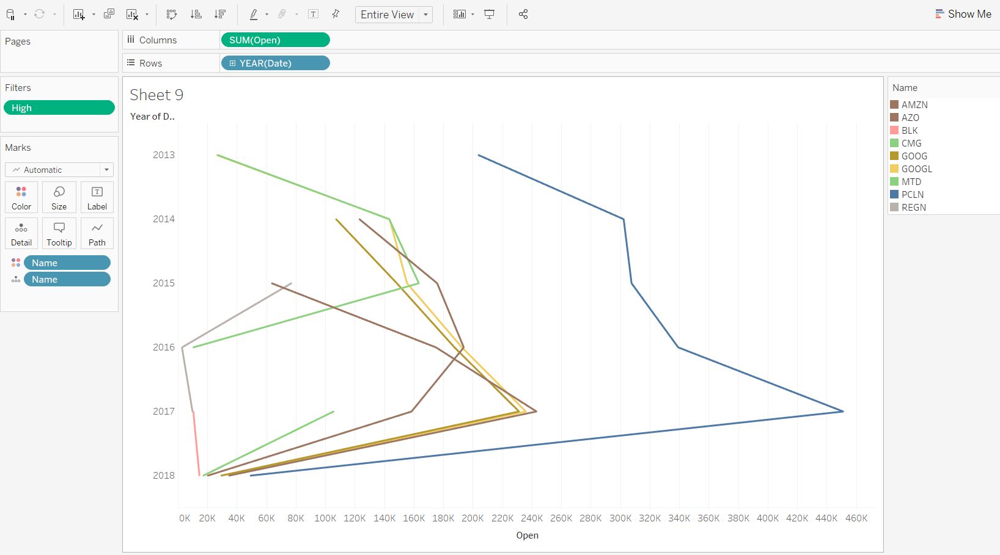 Entire View
Show Me
Pages
Columns
SUM(Open)
Rows
YEAR(Date)
Filters
High
Marks
Automatic
Color
Size
Label
Detail
Tooltip
Path
Name
Name
Sheet 9
Year of D..
2013
2014
2015
2016
2017
2018
0K 20K 40K 60K 80K 100K 120K 140K 160K 180K 200K 220K 240K 260K 280K 300K 320K 340K 360K 380K 400K 420K 440K 460K
Open
Name
AMZN
AZO
BLK
CMG
GOOG
GOOGL
MTD
PCLN
REGN